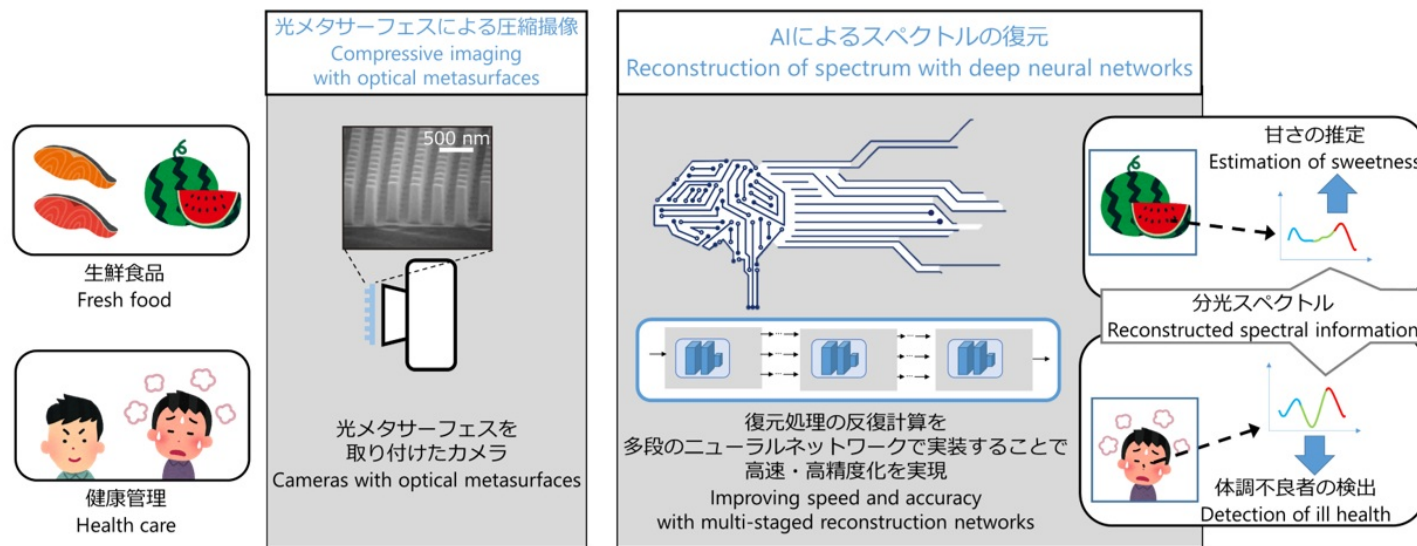 光メタサーフェスによる圧縮撮像
Compressive imaging
with optical metasurfaces
AIによるスペクトルの復元
Reconstruction of spectrum with deep neural networks
生鮮食品
Fresh food
健康管理
Health care
500 nm
光メタサーフェスを
取り付けたカメラ
Cameras with optical metasurfaces
復元処理の反復計算を
多段のニューラルネットワークで実装することで
高速・高精度化を実現
Improving speed and accuracy
with multi-staged reconstruction networks
甘さの推定
Estimation of sweetness
分光スペクトル
Reconstructed spectral information
体調不良者の検出
Detection of ill health